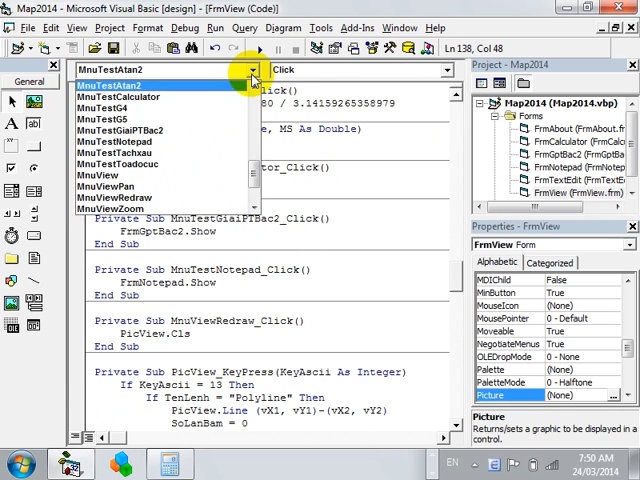 Map2014 - Microsoft Visual Basic [design] - [FrmView (Code)]
File Edit View Project Format Debug Run Query Diagram Tools Add-Ins Window Help
Ln 138, Col 48
General
MnuTestAtan2
Click
MnuTestAtan2
MnuTestCalculator
MnuTestG4
MnuTestG5
MnuTestGiaiPTBac2
MnuTestNotepad
MnuTestTachxau
MnuTestToadocuc
MnuView
MnuViewPan
MnuViewRedraw
MnuViewZoom
80 / 3.14159265358979
, MS As Double)
tor_Click()
Private Sub MnuTestGiaiPTBac2_Click()
FrmGptBac2.Show
End Sub
Private Sub MnuTestNotepad_Click()
FrmNotepad.Show
End Sub
Private Sub MnuViewRedraw_Click()
PicView.Cls
End Sub
Private Sub PicView_KeyPress(KeyAscii As Integer)
If KeyAscii = 13 Then
If TenLenh = "Polyline" Then
PicView.Line (vX1, vY1)-(vX2, vY2)
SoLanBam = 0
Project - Map2014
Map2014 (Map2014.vbp)
Forms
FrmAbout (FrmAbout.f
FrmCalculator (FrmCal
FrmGptBac2 (FrmGptB
FrmNotepad (FrmNote
FrmTextEdit (FrmText
FrmView (FrmView.frm)
Properties - FrmView
FrmView Form
Alphabetic Categorized
MDIChild False
MinButton True
MouseIcon (None)
MousePointer 0 - Default
Moveable True
NegotiateMenus True
OLEDropMode 0 - None
Palette (None)
PaletteMode 0 - Halftone
Picture (None)
Picture
Returns/sets a graphic to be displayed in a control.
EN
7:50 AM
24/03/2014